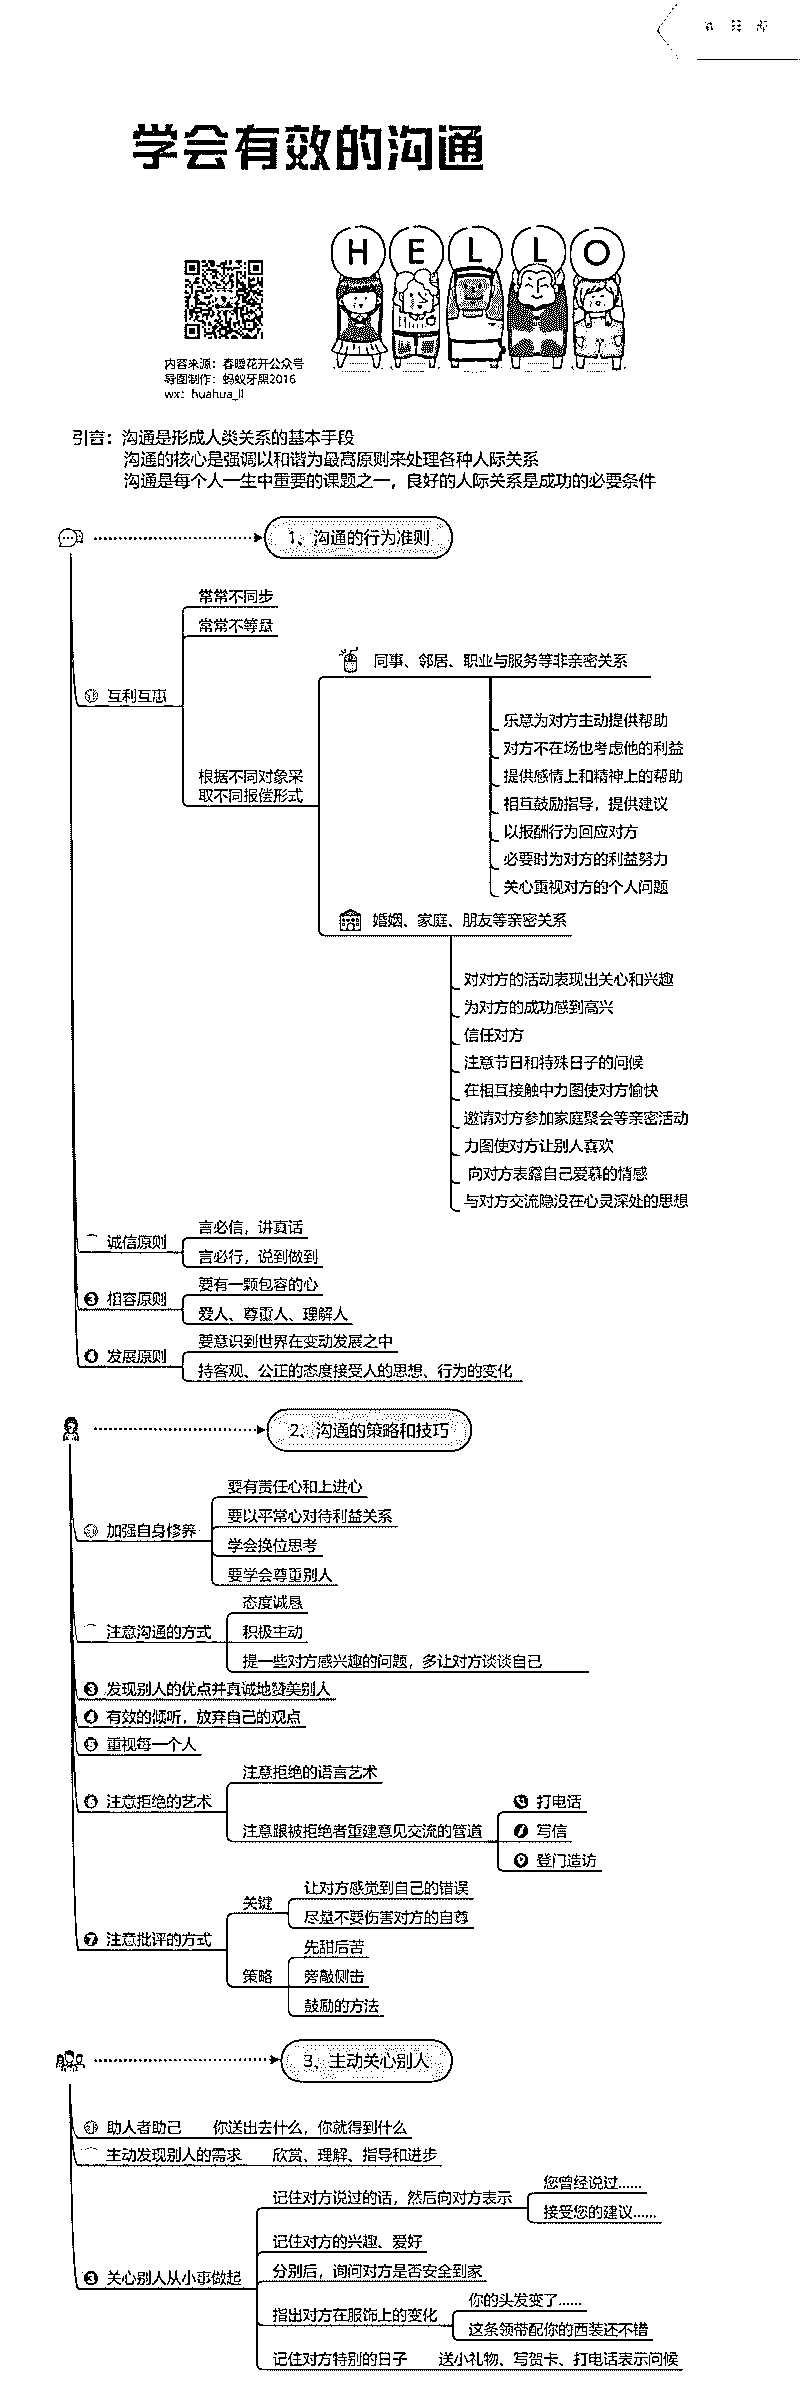 学会有效的沟通
H E L L O
内容来源：春暖花开公众号
导图制作：蚂蚁牙黑2016
wx：huahua_ll
引言：沟通是形成人类关系的基本手段
沟通的核心是强调以和谐为最高原则来处理各种人际关系
沟通是每个人一生中重要的课题之一，良好的人际关系是成功的必要条件
1、沟通的行为准则
互利互惠
常常不同步
常常不等量
根据不同对象采
取不同报偿形式
同事、邻居、职业与服务等非亲密关系
乐意为对方主动提供帮助
对方不在场也考虑他的利益
提供感情上和精神上的帮助
相互鼓励指导，提供建议
以报酬行为回应对方
必要时为对方的利益努力
关心重视对方的个人问题
婚姻、家庭、朋友等亲密关系
对对方的活动表现出关心和兴趣
为对方的成功感到高兴
信任对方
注意节日和特殊日子的问候
在相互接触中力图使对方愉快
邀请对方参加家庭聚会等亲密活动
力图使对方让别人喜欢
向对方表露自己爱慕的情感
与对方交流隐没在心灵深处的思想
诚信原则
言必信，讲真话
言必行，说到做到
3 相容原则
要有一颗包容的心
爱人、尊重人、理解人
4 发展原则
要意识到世界在变动发展之中
持客观、公正的态度接受人的思想、行为的变化
2、沟通的策略和技巧
加强自身修养
要有责任心和上进心
要以平常心对待利益关系
学会换位思考
要学会尊重别人
注意沟通的方式
态度诚恳
积极主动
提一些对方感兴趣的问题，多让对方谈谈自己
3 发现别人的优点并真诚地赞美别人
4 有效的倾听，放弃自己的观点
5 重视每一个人
6 注意拒绝的艺术
注意拒绝的语言艺术
注意跟被拒绝者重建意见交流的管道
打电话
写信
登门造访
7 注意批评的方式
关键
让对方感觉到自己的错误
尽量不要伤害对方的自尊
策略
先甜后苦
旁敲侧击
鼓励的方法
3、主动关心别人
助人者助己 你送出去什么，你就得到什么
主动发现别人的需求 欣赏、理解、指导和进步
3 关心别人从小事做起
记住对方说过的话，然后向对方表示
您曾经说过......
接受您的建议......
记住对方的兴趣、爱好
分别后，询问对方是否安全到家
指出对方在服饰上的变化
你的头发变了......
这条领带配你的西装还不错
记住对方特别的日子 送小礼物、写贺卡、打电话表示问候